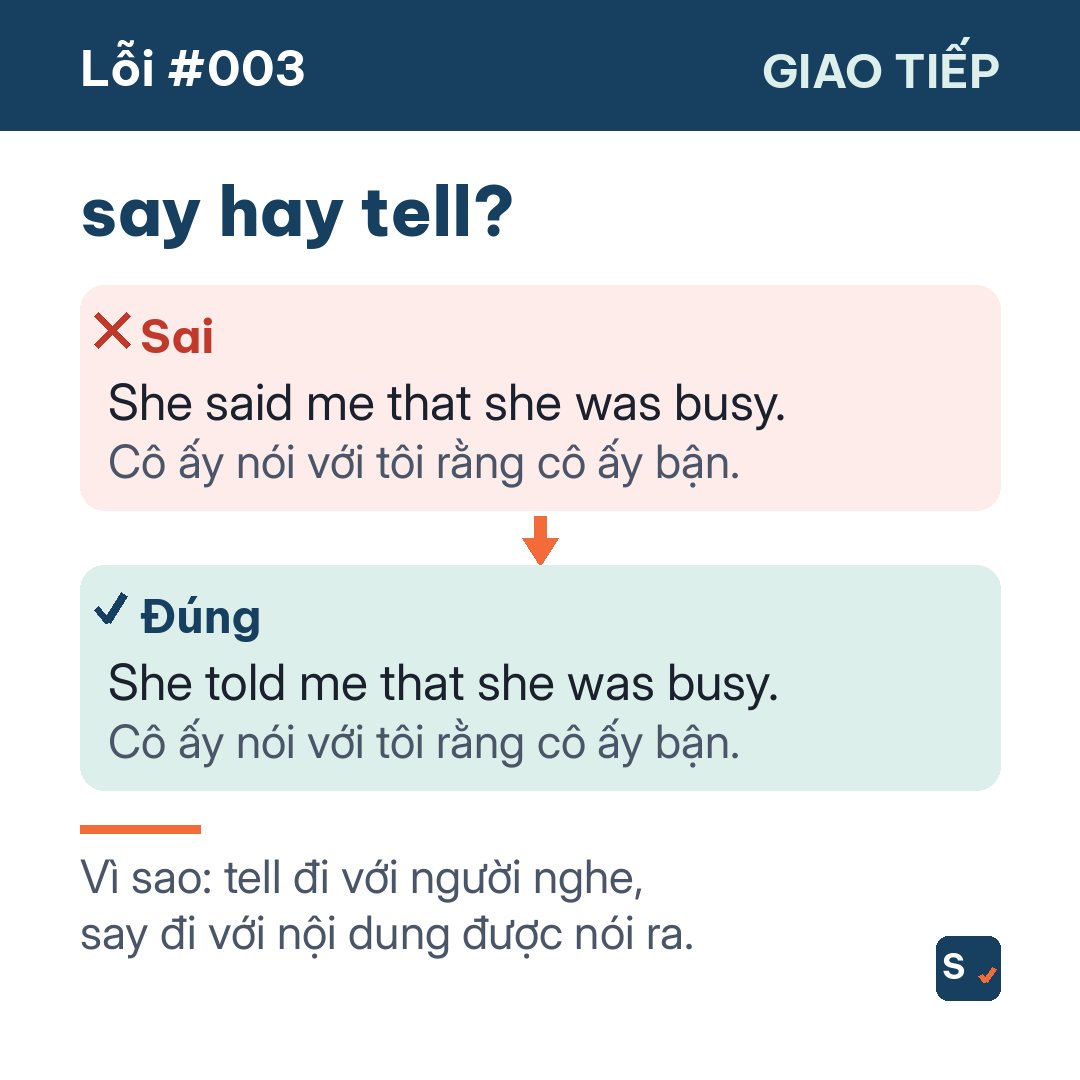 Lỗi #003
GIAO TIẾP
say hay tell?
Sai
She said me that she was busy.
Cô ấy nói với tôi rằng cô ấy bận.
Đúng
She told me that she was busy.
Cô ấy nói với tôi rằng cô ấy bận.
Vì sao: tell đi với người nghe,
say đi với nội dung được nói ra.
S